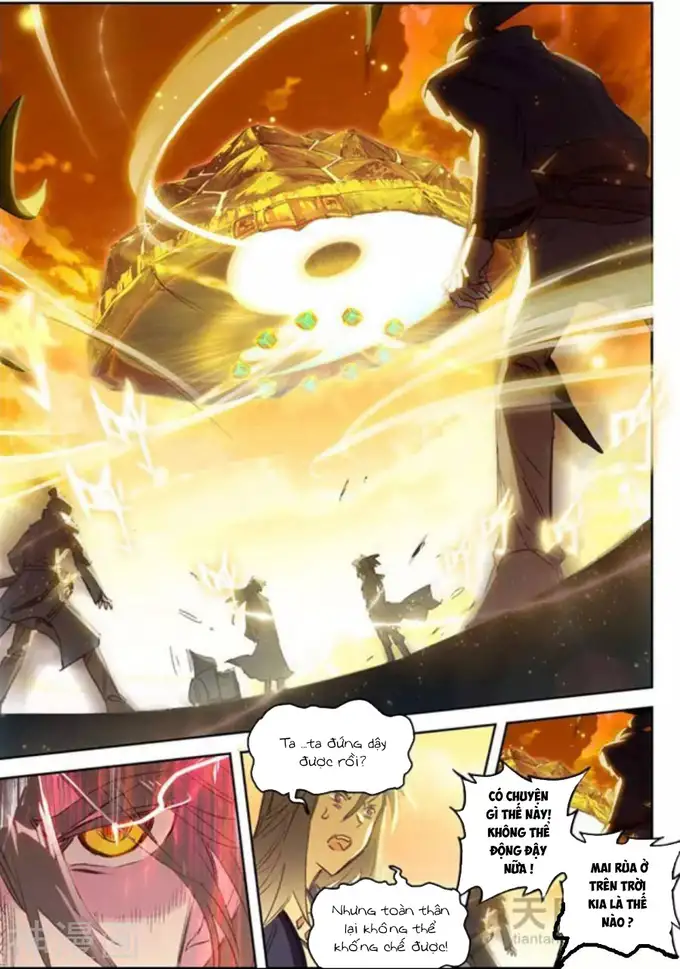 Ta ...ta đứng dậy
được rồi?
Nhưng toàn thân
lại không thể
khống chế được!
CÓ CHUYỆN
GÌ THẾ NÀY!
KHÔNG THỂ
ĐỘNG ĐẬY
NỮA !
MAI RÙA Ở
TRÊN TRỜI
KIA LÀ THẾ
NÀO ?